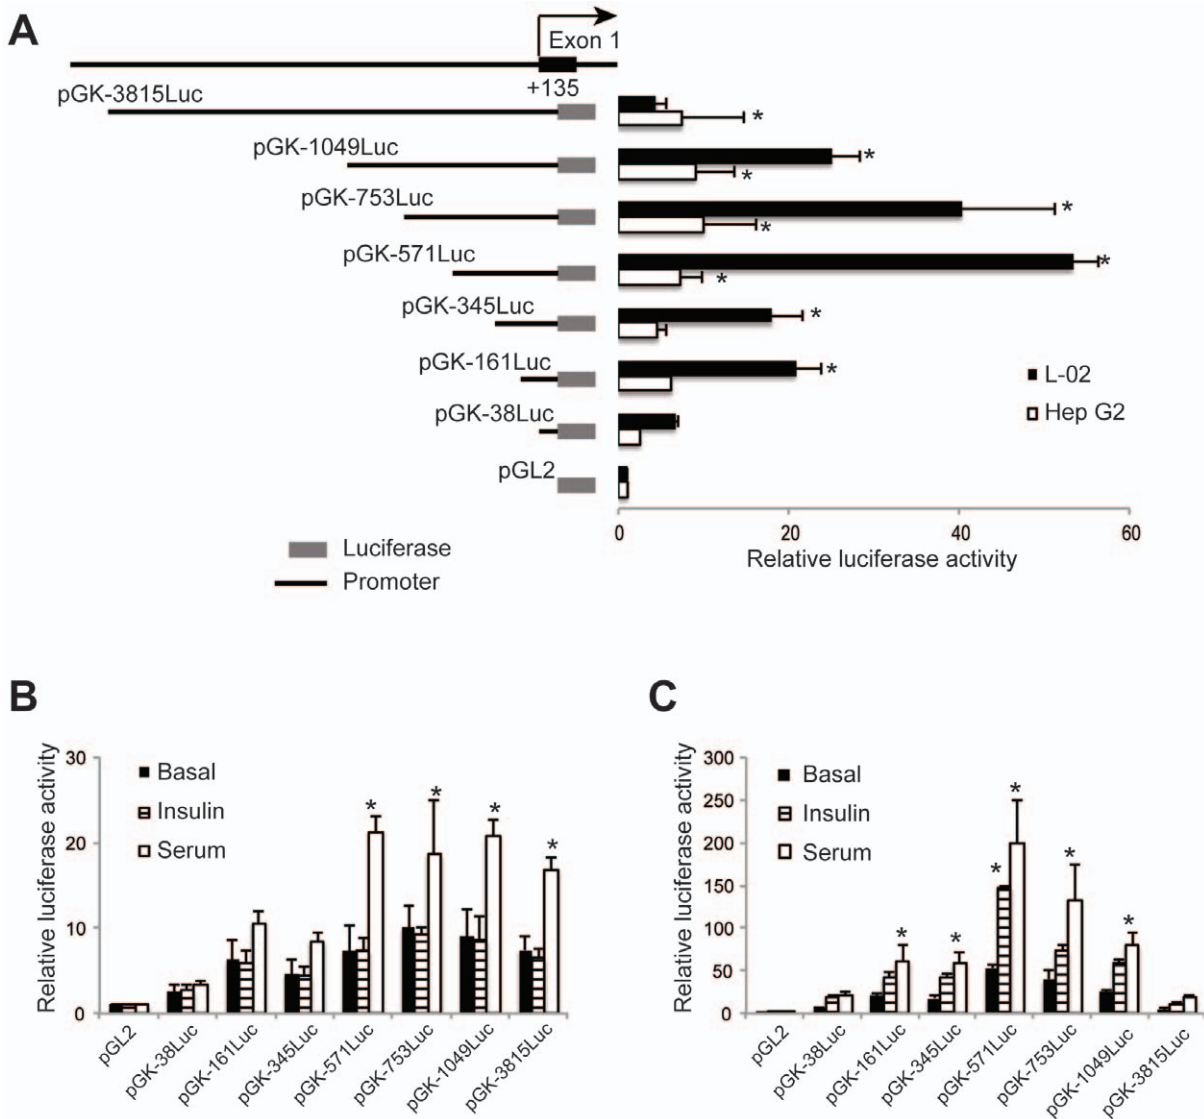 A
Exon 1
+135
pGK-3815Luc
*
pGK-1049Luc
*
*
pGK-753Luc
*
*
pGK-571Luc
*
*
pGK-345Luc
*
pGK-161Luc
*
L-02
pGK-38Luc
Hep G2
pGL2
0 20 40 60
Relative luciferase activity
Luciferase
Promoter
B
Relative luciferase activity
30
20
10
0
Basal
Insulin
Serum
* * * *
pGL2 pGK-38Luc pGK-161Luc pGK-345Luc pGK-571Luc pGK-753Luc pGK-1049Luc pGK-3815Luc
C
Relative luciferase activity
300
250
200
150
100
50
0
Basal
Insulin
Serum
* * * * * *
pGL2 pGK-38Luc pGK-161Luc pGK-345Luc pGK-571Luc pGK-753Luc pGK-1049Luc pGK-3815Luc